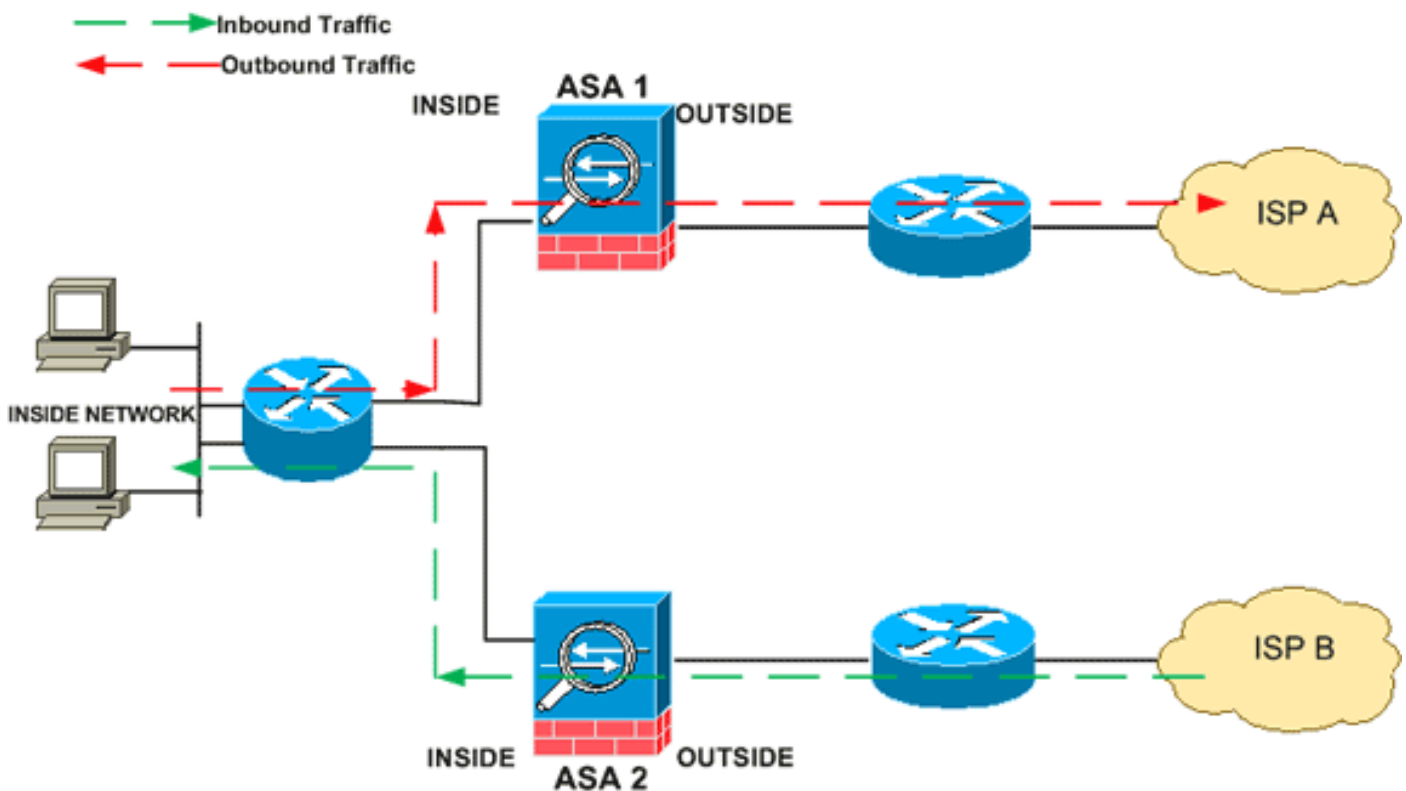 Inbound Traffic
Outbound Traffic
ASA 1
INSIDE
OUTSIDE
ISP A
INSIDE NETWORK
ISP B
INSIDE
OUTSIDE
ASA 2